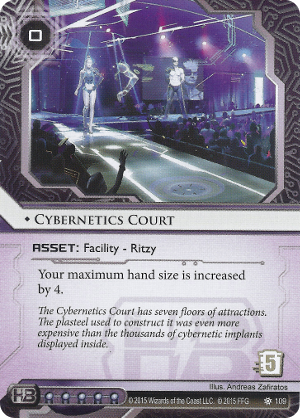 0
♦ CYBERNETICS COURT
ASSET: Facility - Ritzy
Your maximum hand size is increased
by 4.
The Cybernetics Court has seven floors of attractions.
The plasteel used to construct it was even more
expensive than the thousands of cybernetic implants
displayed inside.
5
Illus. Andreas Zafiratos
HB
© 2015 Wizards of the Coast LLC. © 2015 FFG 109